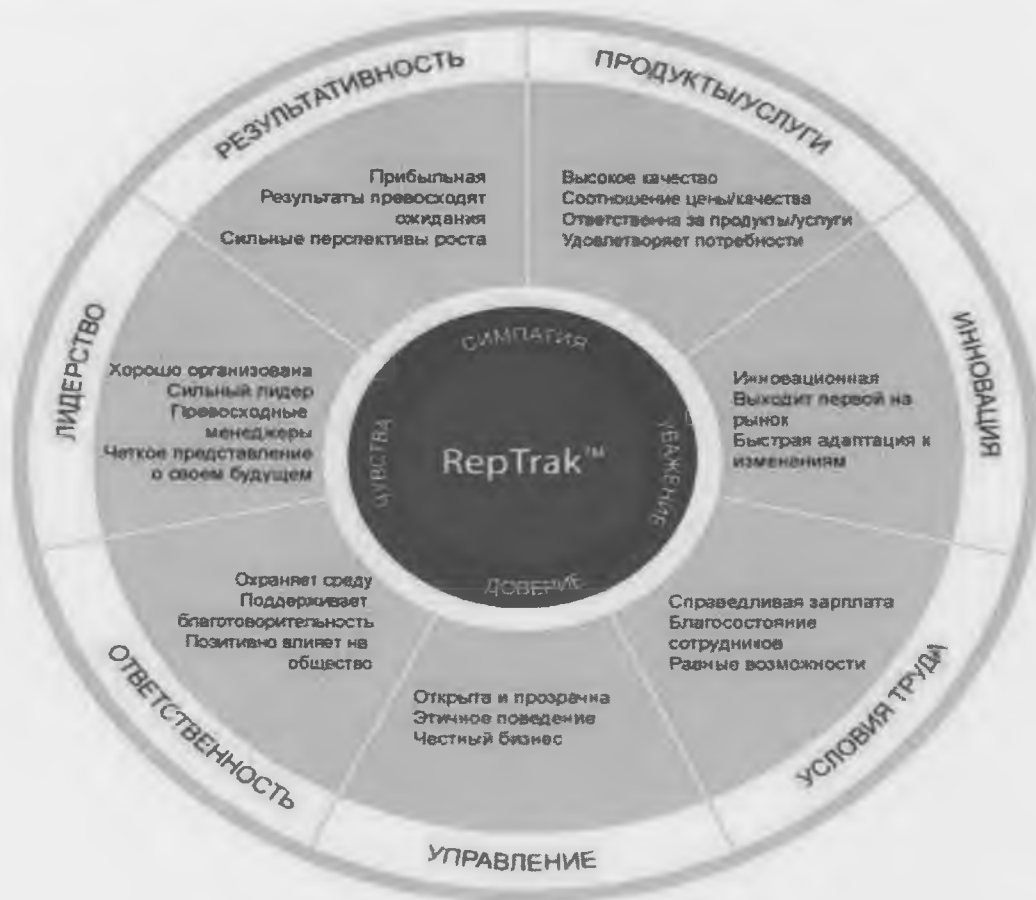 РЕЗУЛЬТАТИВНОСТЬ
Прибыльная
Результаты превосходят
ожидания
Сильные перспективы роста
ПРОДУКТЫ/УСЛУГИ
Высокое качество
Соотношение цены/качества
Ответственна за продукты/услуги
Удовлетворяет потребности
ИННОВАЦИЯ
Инновационная
Выходит первой на
рынок
Быстрая адаптация к
изменениям
УСЛОВИЯ ТРУДА
Справедливая зарплата
Благосостояние
сотрудников
Равные возможности
УПРАВЛЕНИЕ
Открыта и прозрачна
Этичное поведение
Честный бизнес
ОТВЕТСТВЕННОСТЬ
Охраняет среду
Поддерживает
благотворительность
Позитивно влияет на
общество
ЛИДЕРСТВО
Хорошо организована
Сильный лидер
Превосходные
менеджеры
Четкое представление
о своем будущем
СИМПАТИЯ
УВАЖЕНИЕ
ДОВЕНИЕ
ЧУВСТВА
RepTrak™